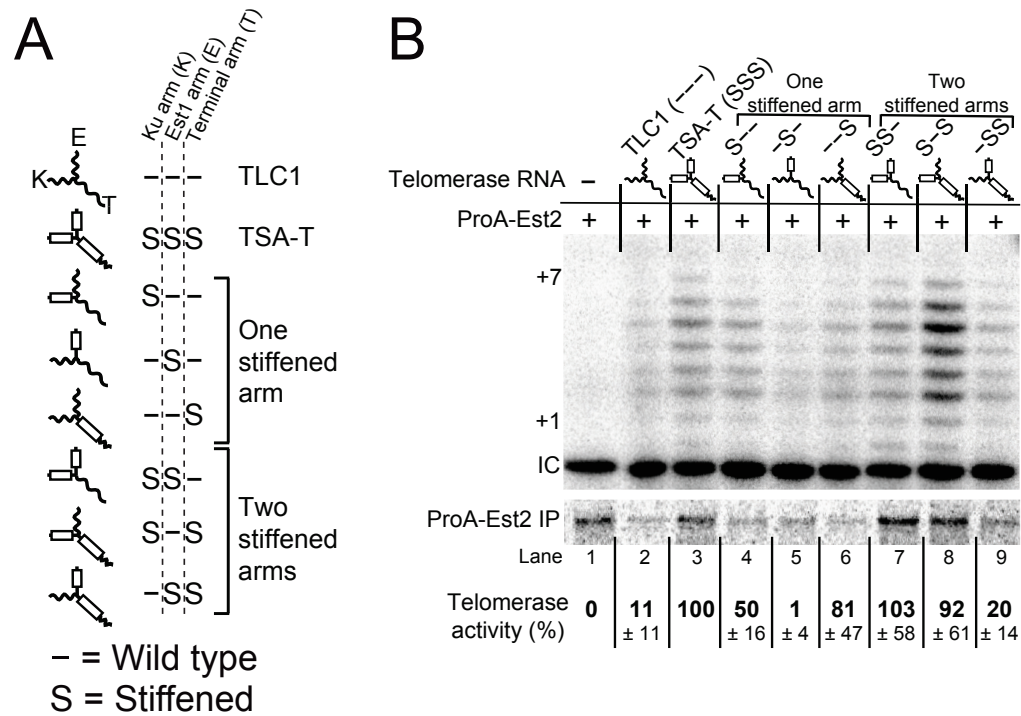 A
Ku arm (K)
Est1 arm (E)
Terminal arm (T)
E
K
T
– – – TLC1
S S S TSA-T
S – –
– S –
– – S
One
stiffened
arm
S S –
S – S
– S S
Two
stiffened
arms
– = Wild type
S = Stiffened
B
One
stiffened arm
Two
stiffened arms
TLC1 (---)
TSA-T (SSS)
S--
-S-
--S
SS-
S-S
-SS
Telomerase RNA –
ProA-Est2 + + + + + + + + +
+7
+1
IC
ProA-Est2 IP
Lane 1 2 3 4 5 6 7 8 9
Telomerase
activity (%)
0 11 100 50 1 81 103 92 20
± 11 ± 16 ± 4 ± 47 ± 58 ± 61 ± 14